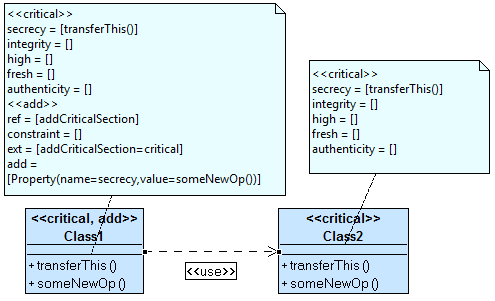 <<critical>>
secrecy = [transferThis()]
integrity = []
high = []
fresh = []
authenticity = []
<<add>>
ref = [addCriticalSection]
constraint = []
ext = [addCriticalSection=critical]
add =
[Property(name=secrecy,value=someNewOp())]
<<critical>>
secrecy = [transferThis()]
integrity = []
high = []
fresh = []
authenticity = []
<<critical, add>>
Class1
+ transferThis ()
+ someNewOp ()
<<use>>
<<critical>>
Class2
+ transferThis ()
+ someNewOp ()